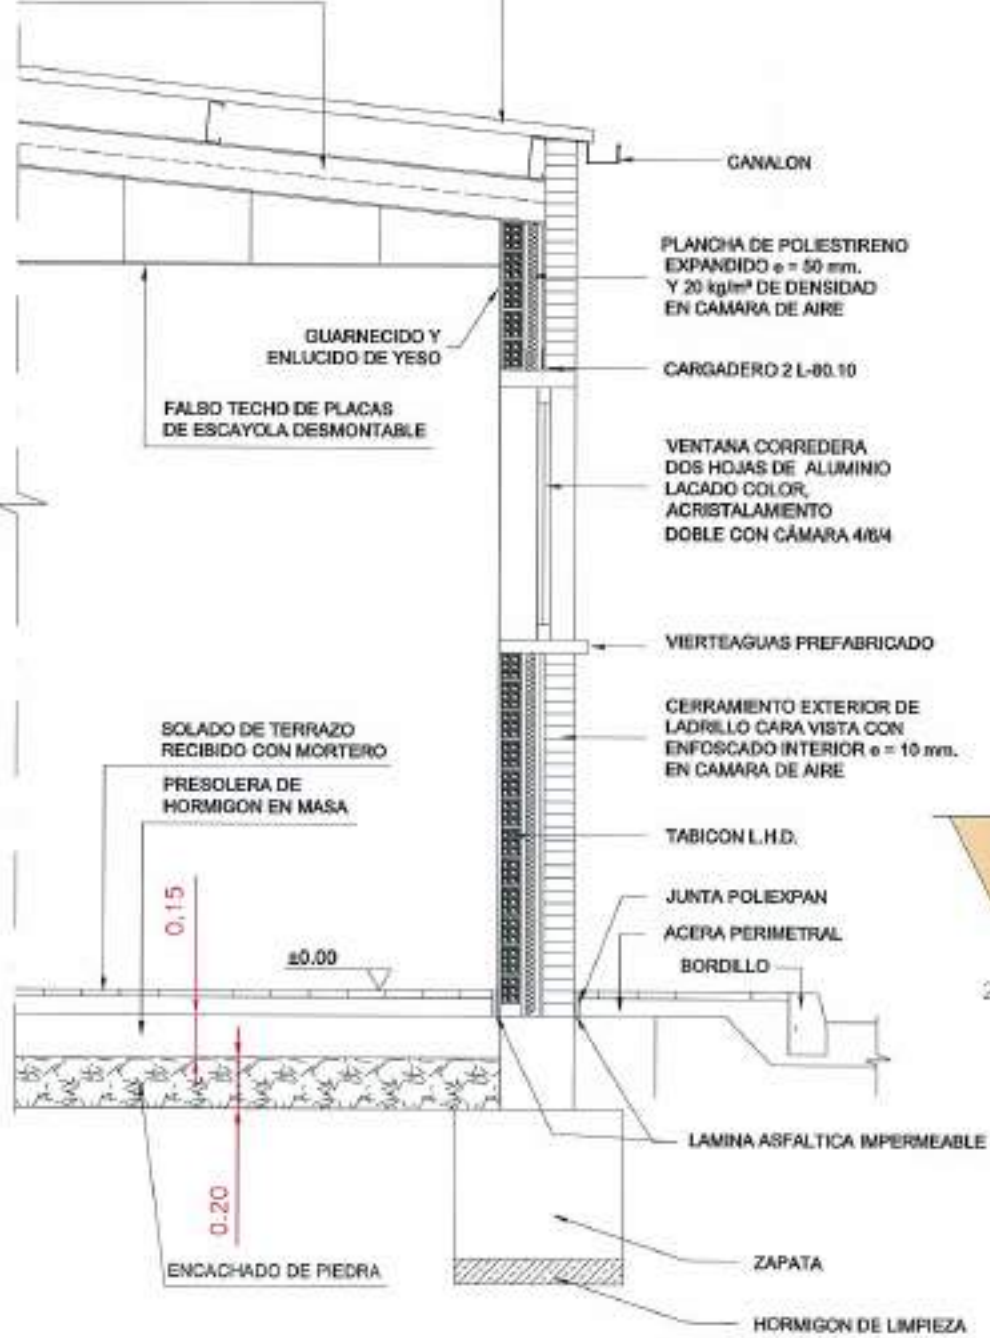 CANALON
PLANCHA DE POLIESTIRENO
EXPANDIDO e = 50 mm.
Y 20 kg/m³ DE DENSIDAD
EN CAMARA DE AIRE
GUARNECIDO Y
ENLUCIDO DE YESO
CARGADERO 2 L-80.10
FALSO TECHO DE PLACAS
DE ESCAYOLA DESMONTABLE
VENTANA CORREDERA
DOS HOJAS DE ALUMINIO
LACADO COLOR,
ACRISTALAMIENTO
DOBLE CON CÁMARA 4/6/4
VIERTEAGUAS PREFABRICADO
CERRAMIENTO EXTERIOR DE
LADRILLO CARA VISTA CON
ENFOSCADO INTERIOR e = 10 mm.
EN CAMARA DE AIRE
SOLADO DE TERRAZO
RECIBIDO CON MORTERO
PRESOLERA DE
HORMIGON EN MASA
TABICON L.H.D.
0.15
JUNTA POLIEXPAN
ACERA PERIMETRAL
±0.00
BORDILLO
2
LAMINA ASFALTICA IMPERMEABLE
0.20
ENCACHADO DE PIEDRA
ZAPATA
HORMIGON DE LIMPIEZA